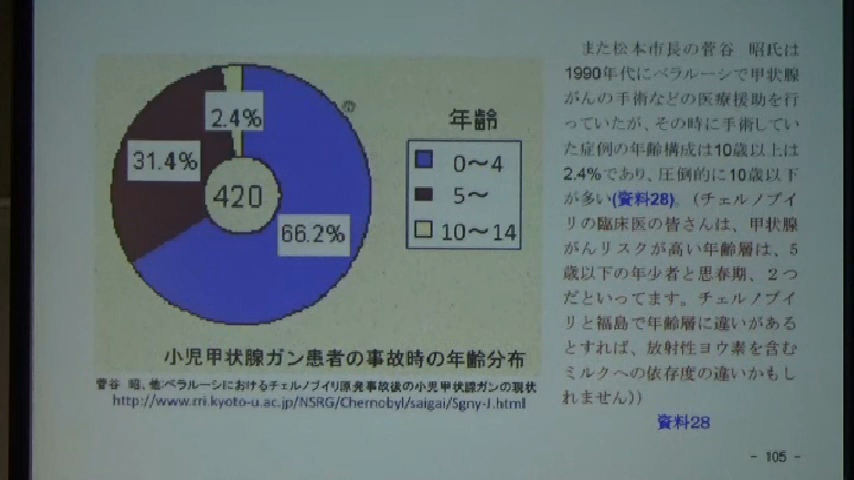 2.4%
31.4%
420
66.2%
年齢
0～4
5～
10～14
小児甲状腺ガン患者の事故時の年齢分布
菅谷 昭、他:ベラルーシにおけるチェルノブイリ原発事故後の小児甲状腺ガンの現状
http://www.rri.kyoto-u.ac.jp/NSRG/Chernobyl/saigai/Sgny-J.html
また松本市長の菅谷 昭氏は
1990年代にベラルーシで甲状腺
がんの手術などの医療援助を行
っていたが、その時に手術してい
た症例の年齢構成は10歳以上は
2.4%であり、圧倒的に10歳以下
が多い(資料28)。（チェルノブイ
リの臨床医の皆さんは、甲状腺
がんリスクが高い年齢層は、5
歳以下の年少者と思春期、２つ
だといってます。チェルノブイ
リと福島で年齢層に違いがある
とすれば、放射性ヨウ素を含む
ミルクへの依存度の違いかもし
れません））
資料28
- 105 -